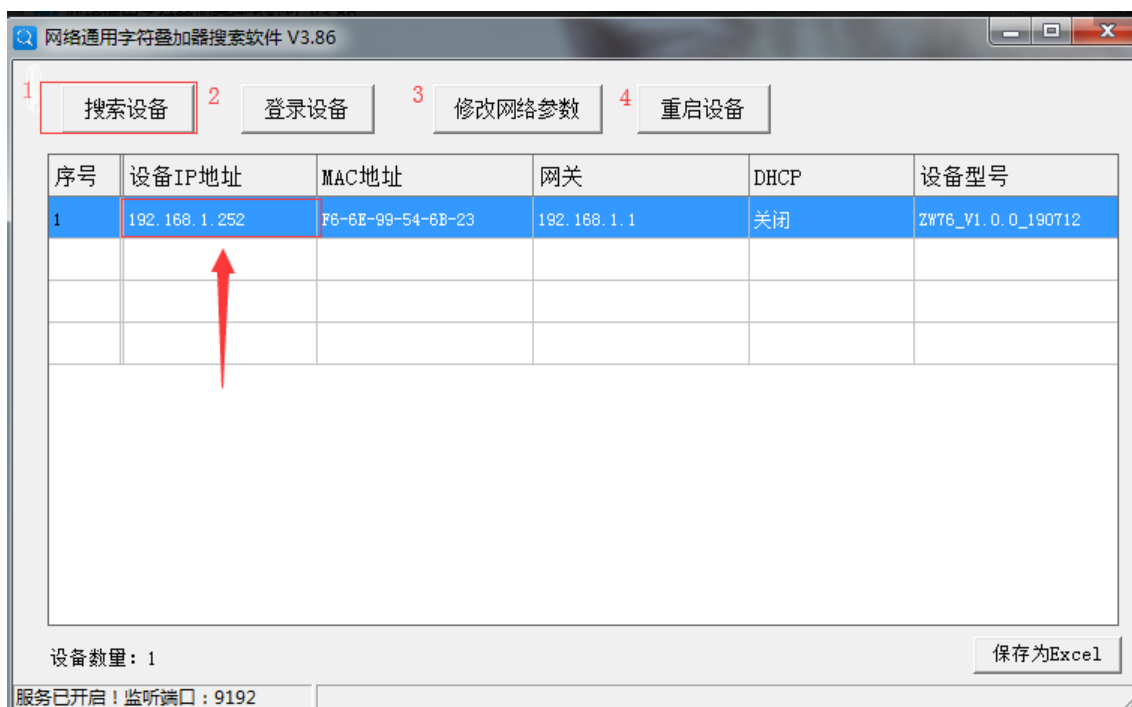 网络通用字符叠加器搜索软件 V3.86
1 搜索设备 2 登录设备 3 修改网络参数 4 重启设备
序号 设备IP地址 MAC地址 网关 DHCP 设备型号
1 192.168.1.252 F6-6E-99-54-6B-23 192.168.1.1 关闭 ZW76_V1.0.0_190712
设备数量：1
保存为Excel
服务已开启！监听端口：9192